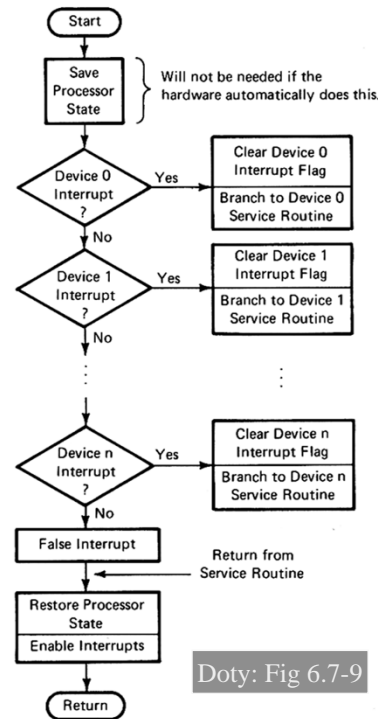 Start
Save
Processor
State
Will not be needed if the
hardware automatically does this.
Device 0
Interrupt
?
Yes
Clear Device 0
Interrupt Flag
Branch to Device 0
Service Routine
No
Device 1
Interrupt
?
Yes
Clear Device 1
Interrupt Flag
Branch to Device 1
Service Routine
No
Device n
Interrupt
?
Yes
Clear Device n
Interrupt Flag
Branch to Device n
Service Routine
No
False Interrupt
Return from
Service Routine
Restore Processor
State
Enable Interrupts
Return
Doty: Fig 6.7-9